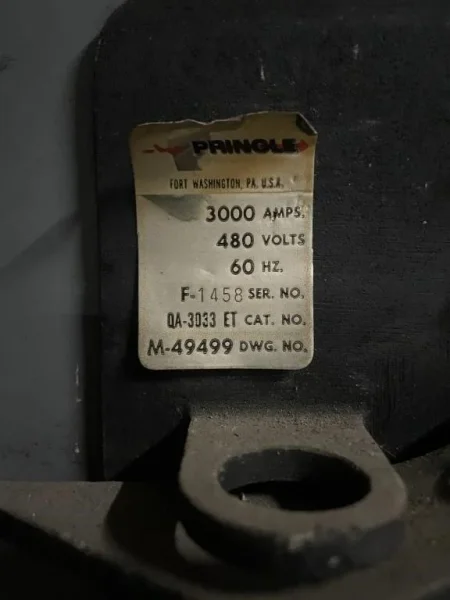 PRINGLE
FORT WASHINGTON, PA. U.S.A.
3000 AMPS.
480 VOLTS
60 HZ.
F-1458 SER. NO.
QA-3033 ET CAT. NO.
M-49499 DWG. NO.